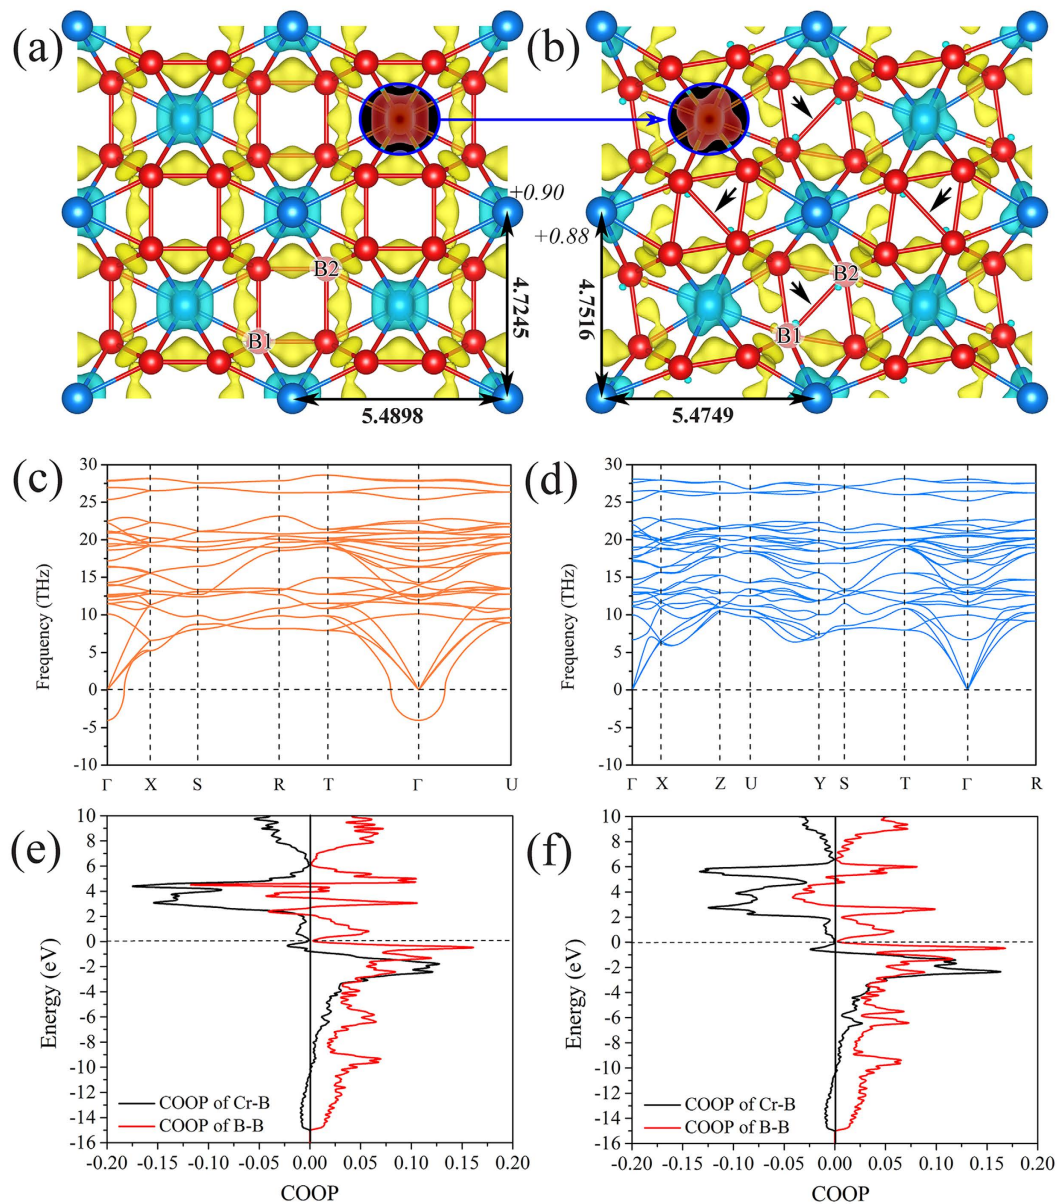 (a)
(b)
+0.90
+0.88
B2
B2
4.7245
4.7516
B1
B1
5.4898
5.4749
(c)
(d)
30
25
20
15
10
5
0
-5
-10
Frequency (THz)
Γ X S R T Γ U
30
25
20
15
10
5
0
-5
-10
Frequency (THz)
Γ X Z U Y S T Γ R
(e)
(f)
10
8
6
4
2
0
-2
-4
-6
-8
-10
-12
-14
-16
Energy (eV)
COOP of Cr-B
COOP of B-B
-0.20 -0.15 -0.10 -0.05 0.00 0.05 0.10 0.15 0.20
COOP
10
8
6
4
2
0
-2
-4
-6
-8
-10
-12
-14
-16
Energy (eV)
COOP of Cr-B
COOP of B-B
-0.20 -0.15 -0.10 -0.05 0.00 0.05 0.10 0.15 0.20
COOP